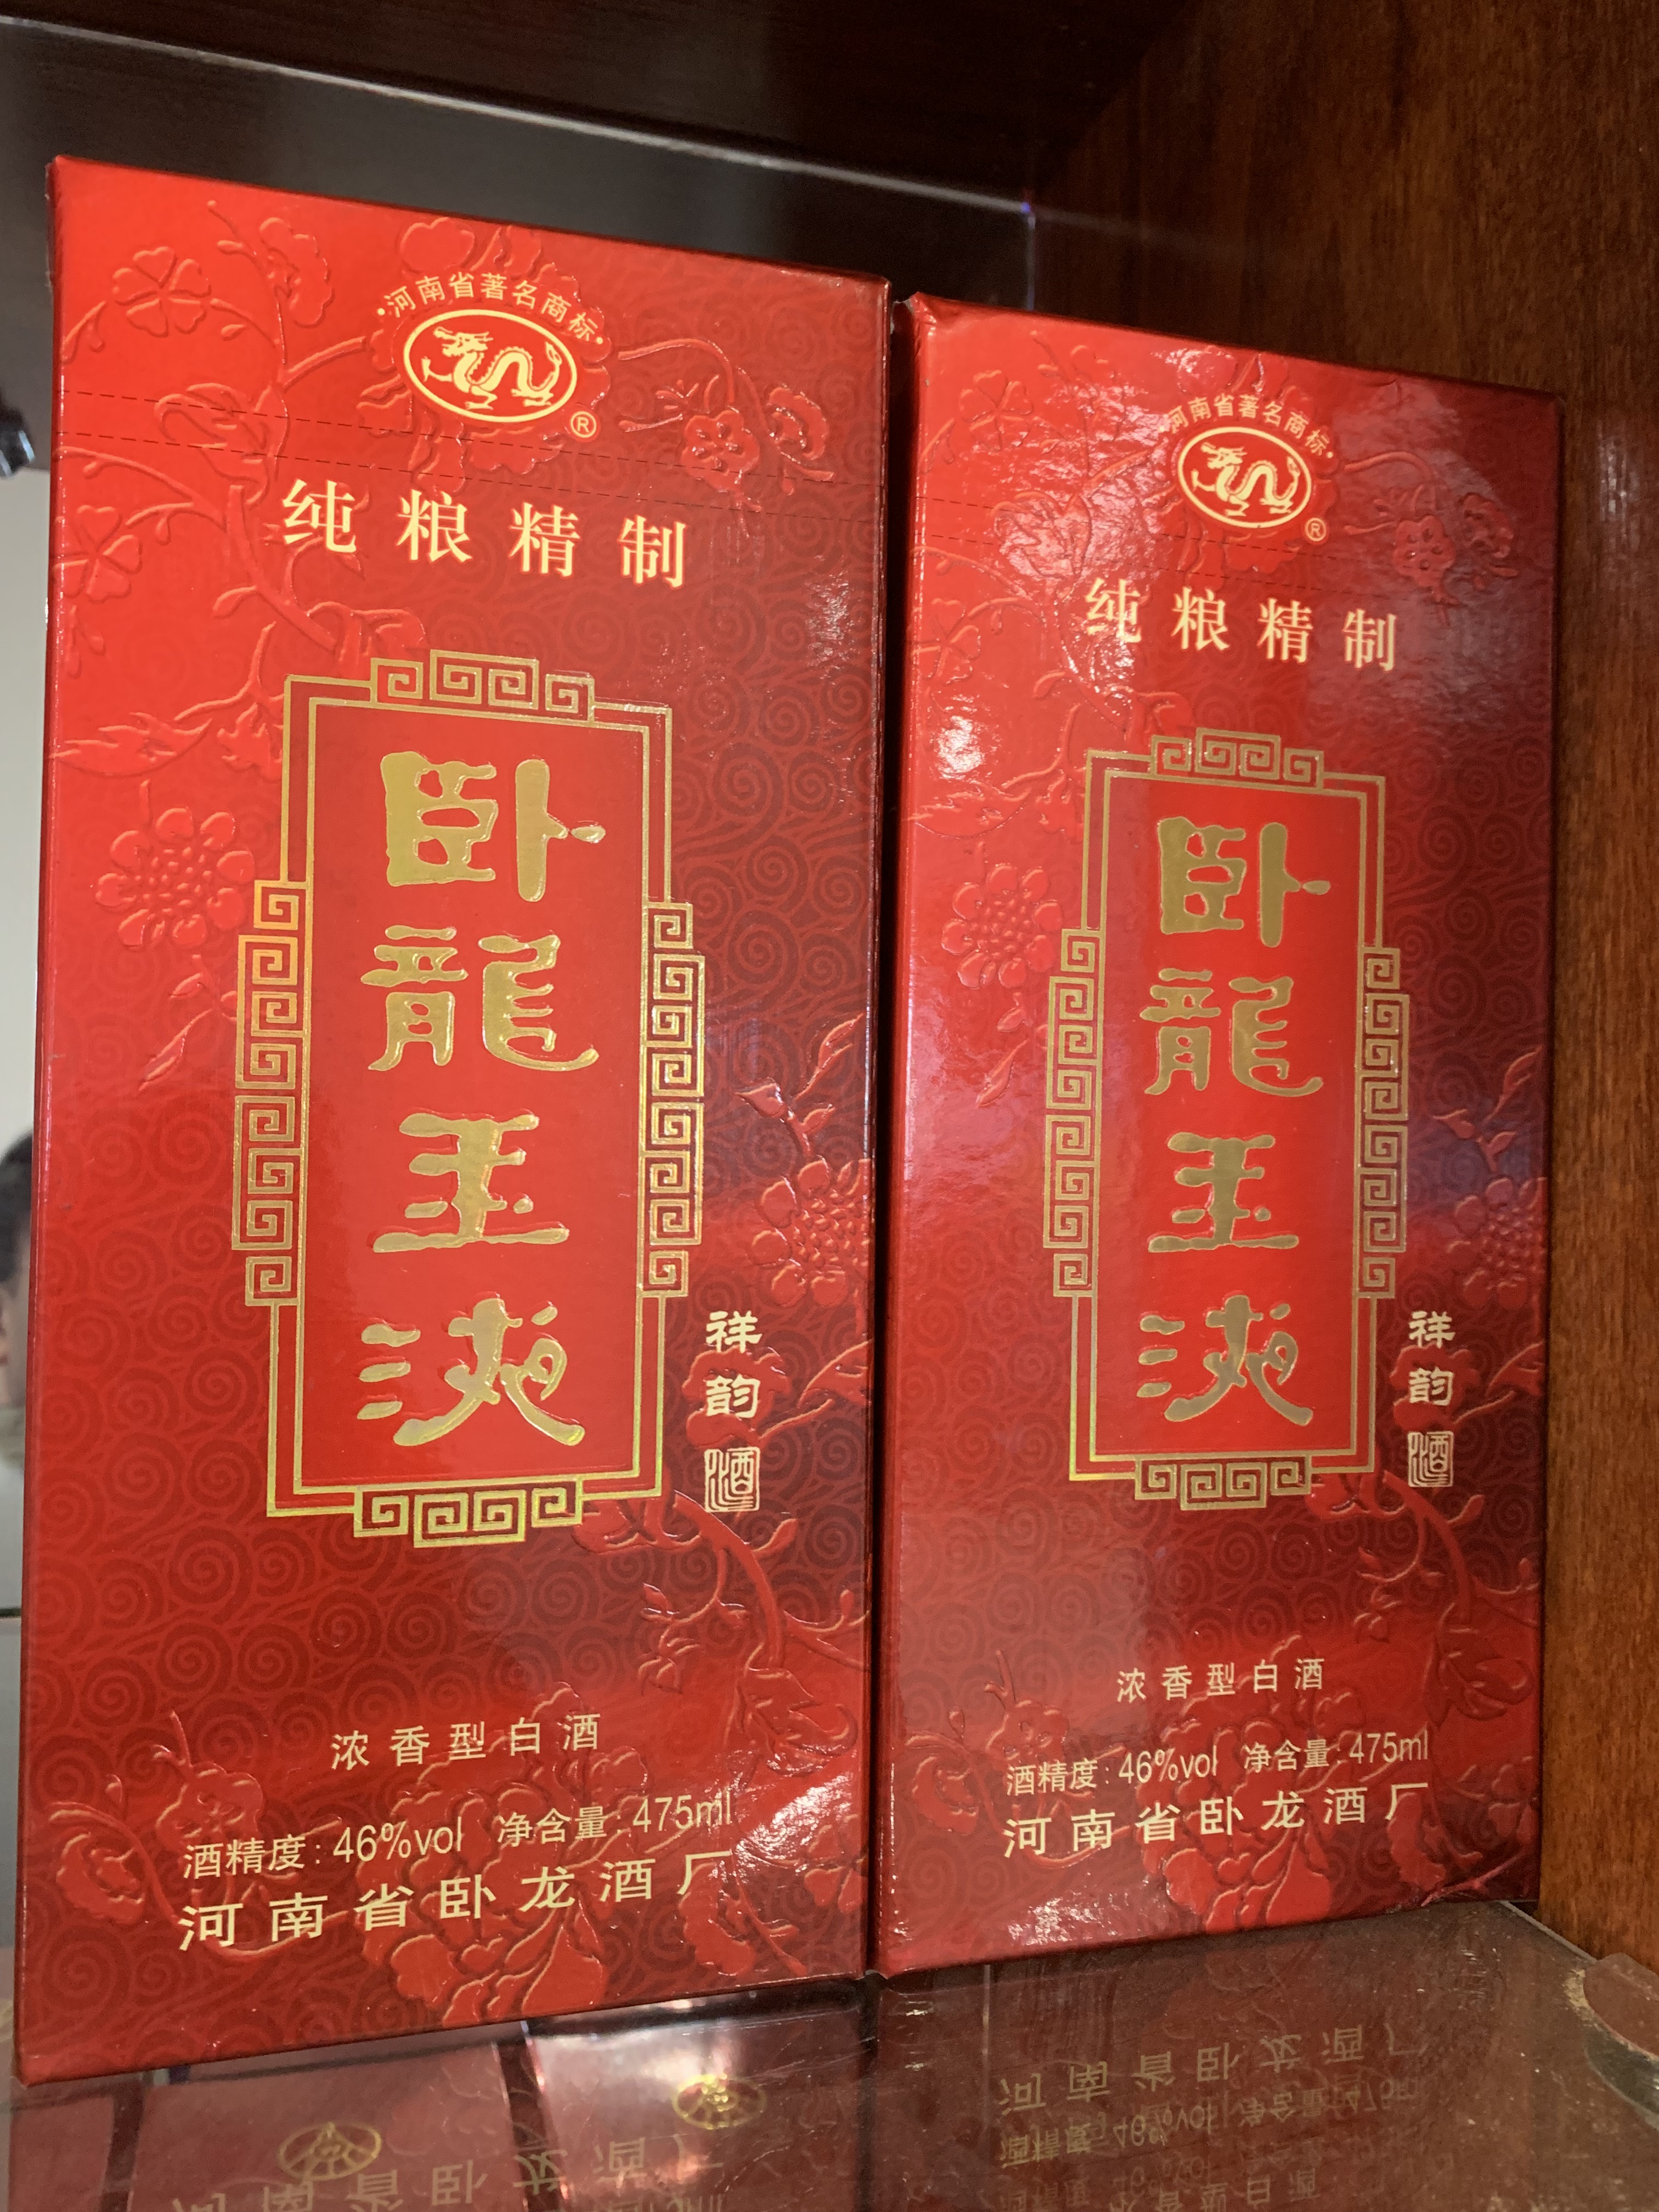 河南省著名商标
®
纯粮精制
卧龍玉液
祥韵
酒
浓香型白酒
酒精度:46%vol 净含量:475ml
河南省卧龙酒厂
河南省著名商标
®
纯粮精制
卧龍玉液
祥韵
酒
浓香型白酒
酒精度:46%vol 净含量:475ml
河南省卧龙酒厂